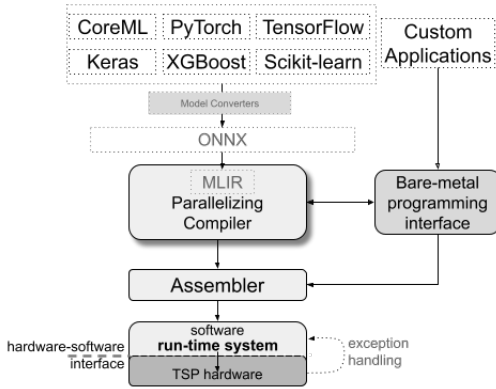 CoreML PyTorch TensorFlow
Keras XGBoost Scikit-learn
Custom
Applications
Model Converters
ONNX
MLIR
Parallelizing
Compiler
Bare-metal
programming
interface
Assembler
software
run-time system
hardware-software
interface
TSP hardware
exception
handling